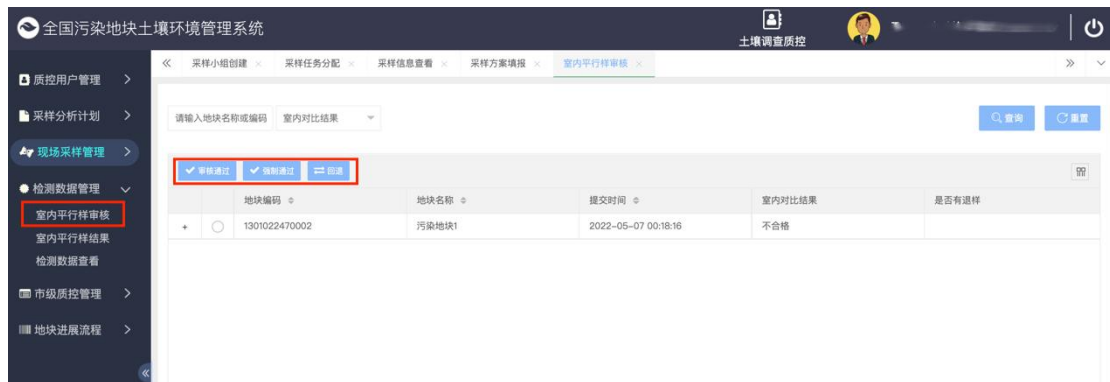 全国污染地块土壤环境管理系统
土壤调查质控
采样小组创建 采样任务分配 采样信息查看 采样方案填报 室内平行样审核
质控用户管理
采样分析计划
现场采样管理
检测数据管理
室内平行样审核
室内平行样结果
检测数据查看
市级质控管理
地块进展流程
请输入地块名称或编码 室内对比结果 查询 重置
审核通过 强制通过 回退
地块编码 地块名称 提交时间 室内对比结果 是否有退样
+ 1301022470002 污染地块1 2022-05-07 00:18:16 不合格